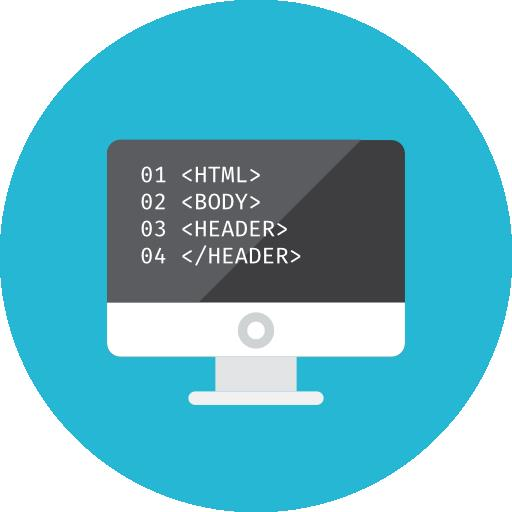 01 <HTML>
02 <BODY>
03 <HEADER>
04 </HEADER>